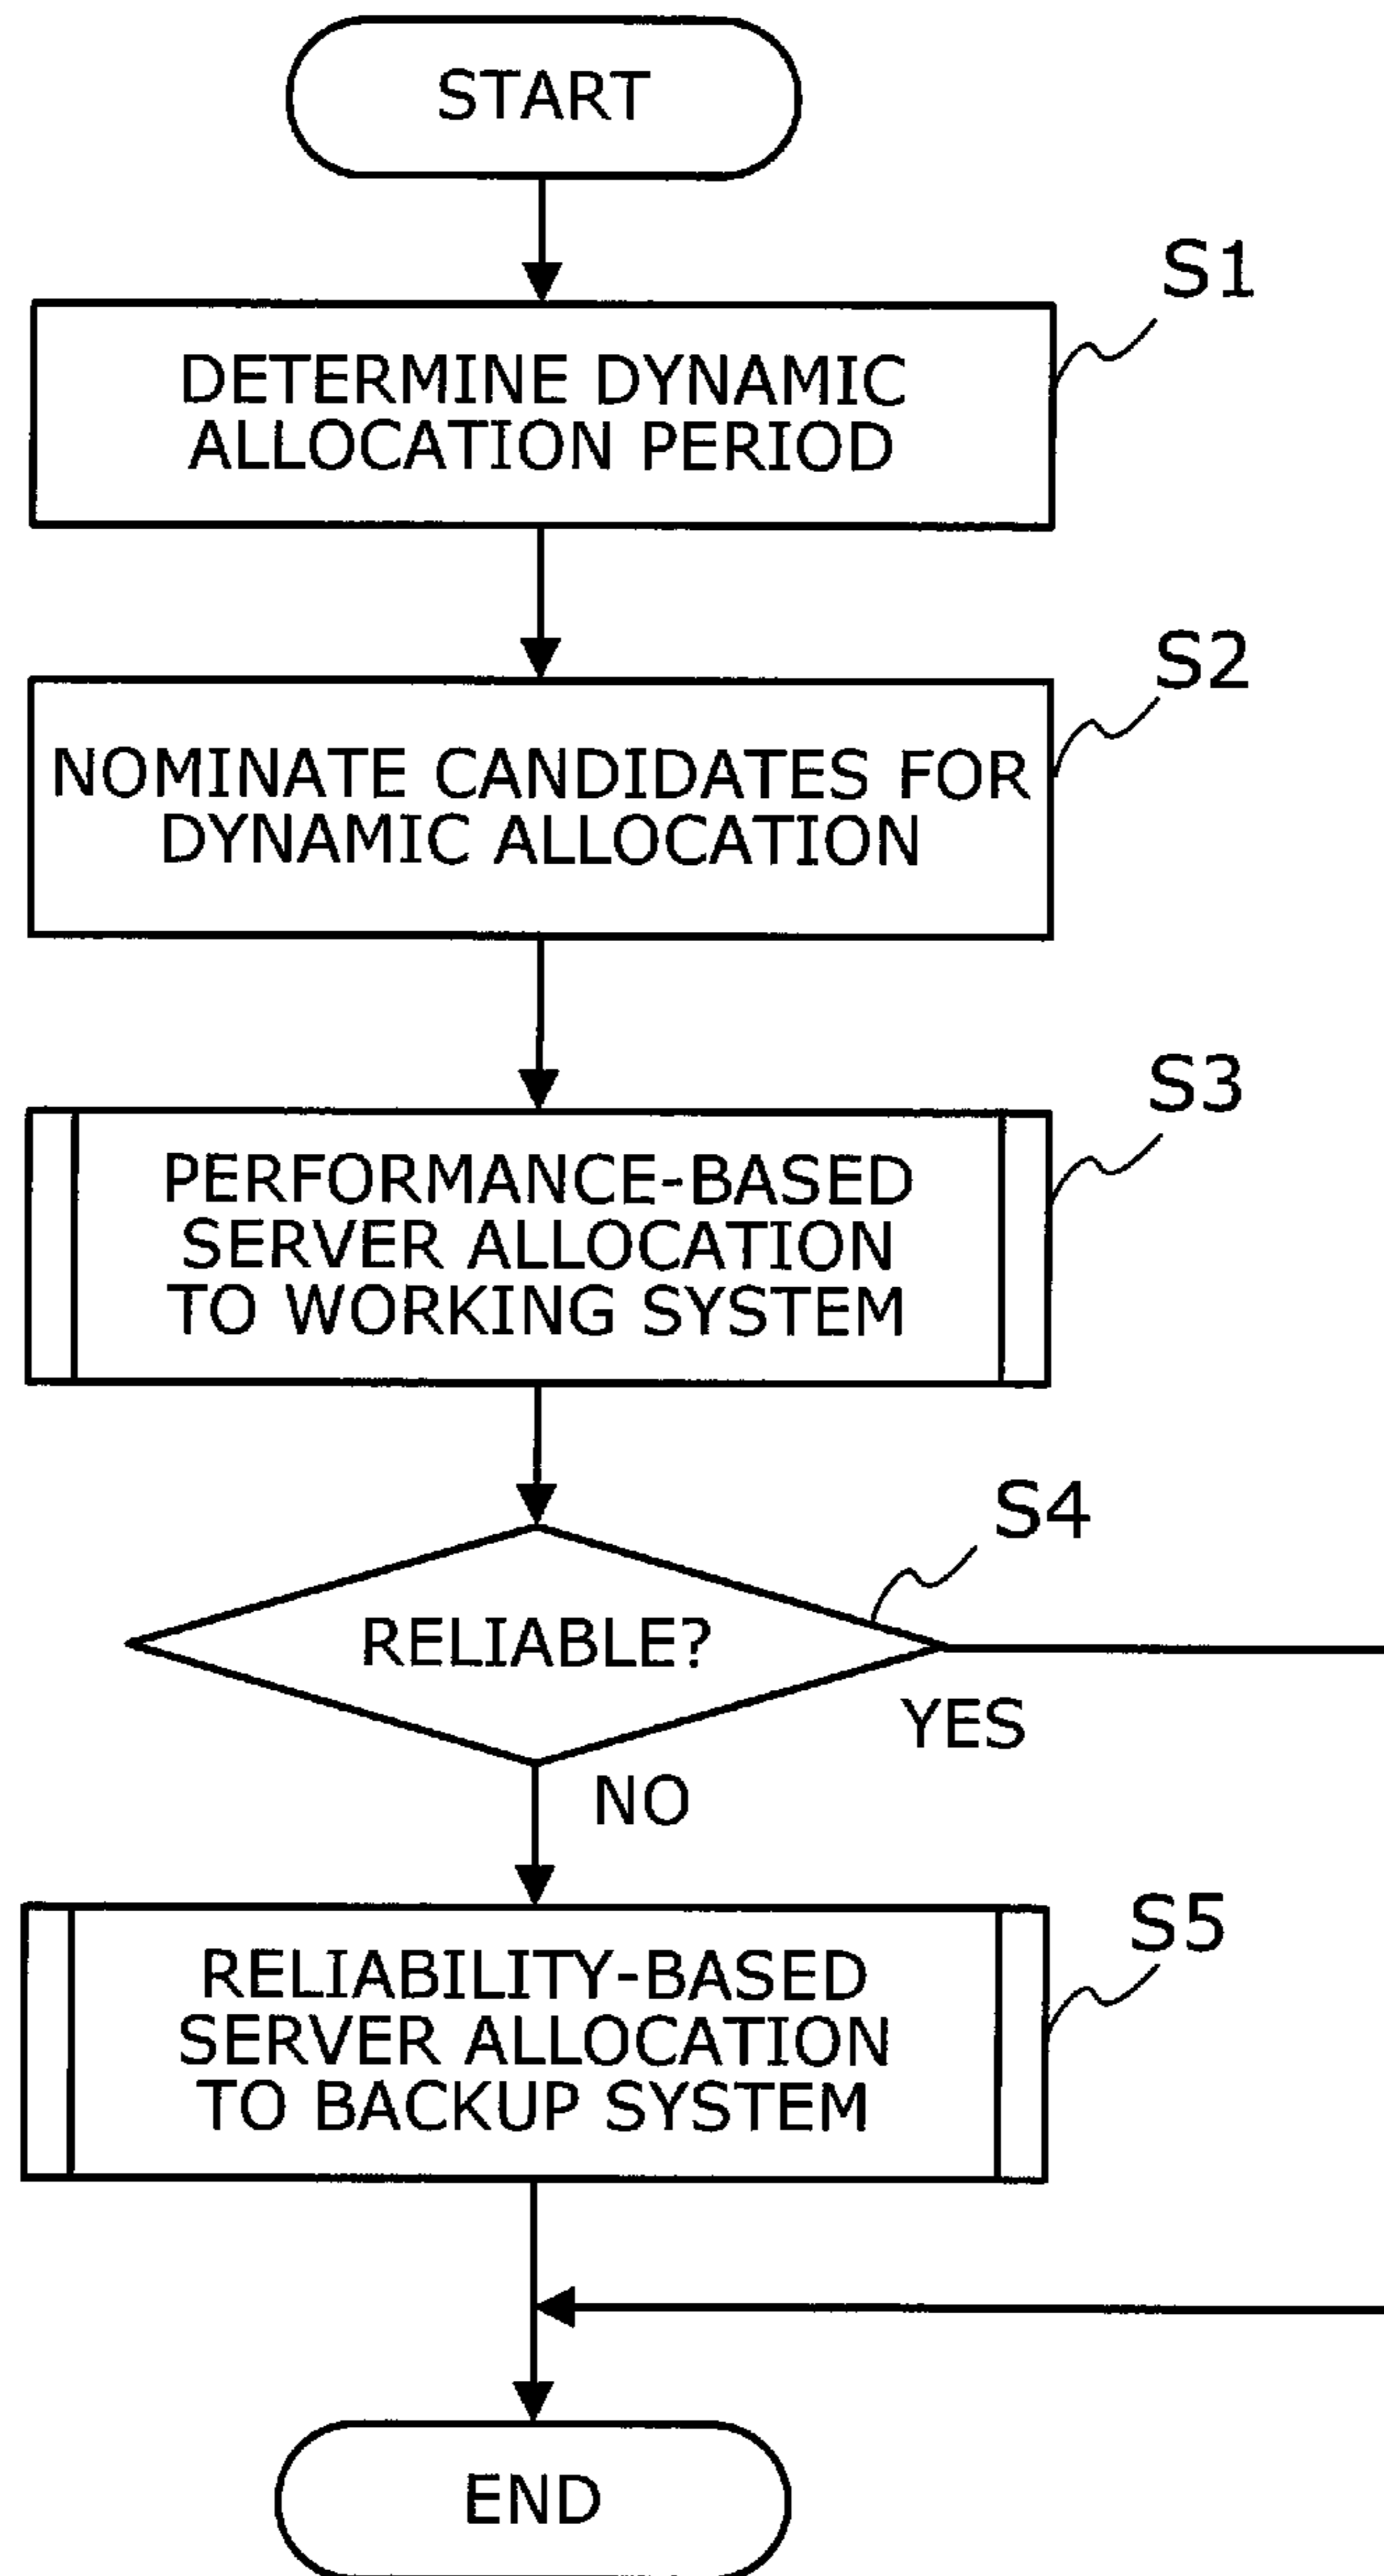 START
S1
DETERMINE DYNAMIC
ALLOCATION PERIOD
S2
NOMINATE CANDIDATES FOR
DYNAMIC ALLOCATION
S3
PERFORMANCE-BASED
SERVER ALLOCATION
TO WORKING SYSTEM
S4
RELIABLE?
YES
NO
S5
RELIABILITY-BASED
SERVER ALLOCATION
TO BACKUP SYSTEM
END